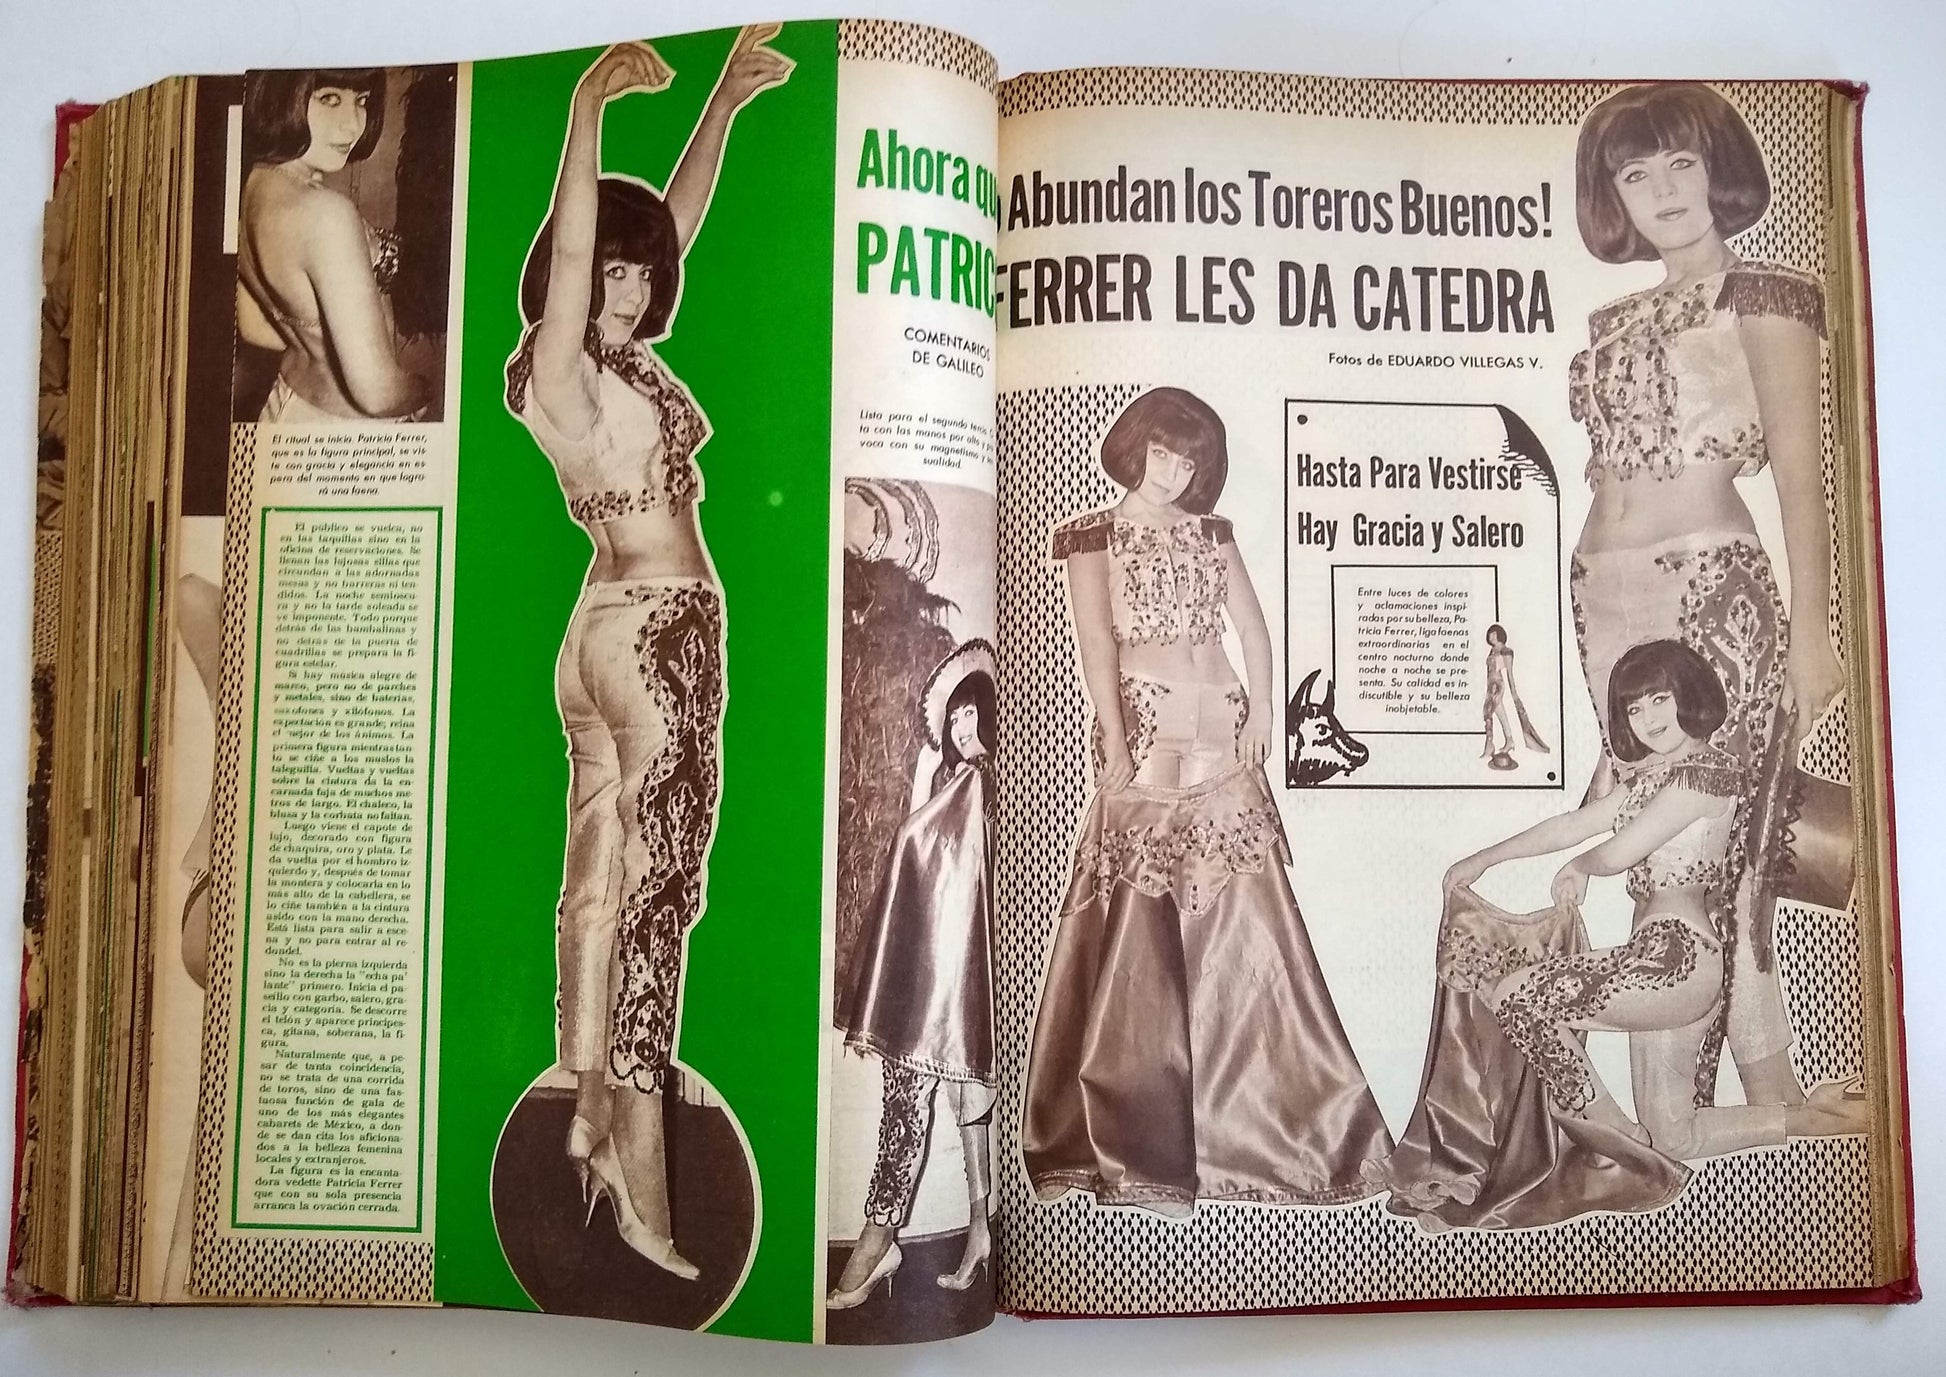 Ahora qu
Abundan los Toreros Buenos!
PATRIC
FERRER LES DA CATEDRA
COMENTARIOS
DE GALILEO
Fotos de EDUARDO VILLEGAS V.
El ritual se inicia. Patricia Ferrer,
que es la figura principal, se vis-
te con gracia y elegancia en es
pera del momento en que logra-
rá una faena.
El público se vuelca, no
en las taquillas sino en la
oficina de reservaciones. Se
llenan las lujosas sillas que
circundan a las adornadas
mesas y no barreras ni ten-
didos. La noche semioscu-
ra y no la tarde soleada se
ve imponente. Todo porque
detrás de las bambalinas y
no detrás de la puerta de
cuadrillas se prepara la fi-
gura estelar.
Si hay música alegre de
marco, pero no de parches
y metales, sino de baterías,
saxofones y xilófonos. La
expectación es grande; reina
el mejor de los ánimos. La
primera figura mientras tan
to se ciñe a los muslos la
taleguilla. Vueltas y vueltas
sobre la cintura da la en-
carnada faja de muchos me-
tros de largo. El chaleco, la
blusa y la corbata no faltan.
Luego viene el capote de
lujo, decorado con figura
de chaquira, oro y plata. Le
da vuelta por el hombro iz-
quierdo y, después de tomar
la montera y colocarla en lo
más alto de la cabellera, se
lo ciñe también a la cintura
asido con la mano derecha.
Está lista para salir a esce-
na y no para entrar al re-
dondel.
No es la pierna izquierda
sino la derecha la "echa pa'
lante" primero. Inicia el pa-
seíllo con garbo, salero, gra-
cia y categoría. Se descorre
el telón y aparece principes-
ca, gitana, soberana, la fi-
gura.
Naturalmente que, a pe-
sar de tanta coincidencia,
no se trata de una corrida
de toros, sino de una fas-
tuosa función de gala de
uno de los más elegantes
cabarets de México, a don-
de se dan cita los aficiona-
dos a la belleza femenina
locales y extranjeros.
La figura es la encanta-
dora vedette Patricia Ferrer
que con su sola presencia
arranca la ovación cerrada.
Lista para el segundo tercio
ta con las manos por alto y
voca con su magnetismo y
sualidad.
Hasta Para Vestirse
Hay Gracia y Salero
Entre luces de colores
y aclamaciones inspi-
radas por su belleza, Pa-
tricia Ferrer, liga faenas
extraordinarias en el
centro nocturno donde
noche a noche se pre-
senta. Su calidad es in-
discutible y su belleza
inobjetable.